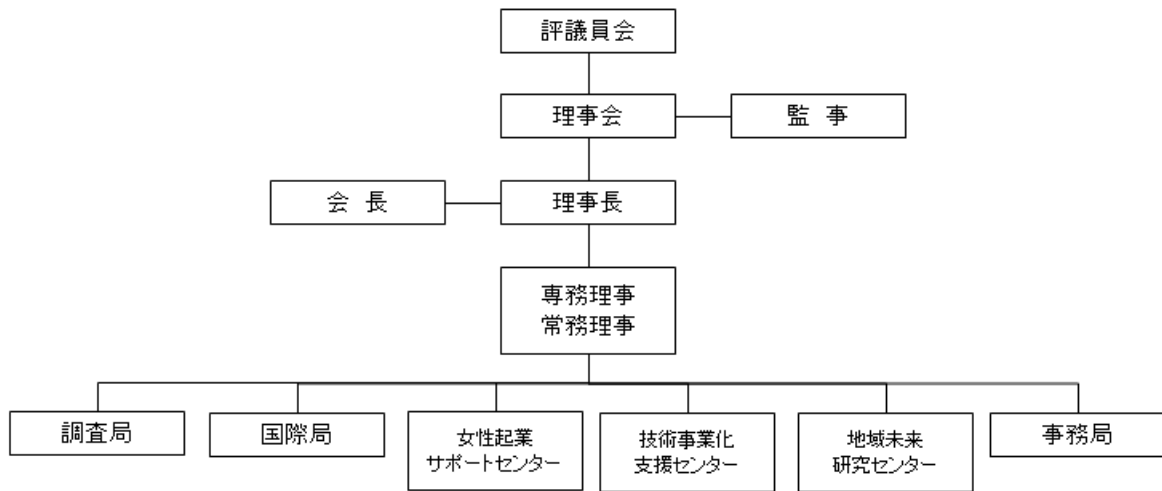 評議員会
理事会
監 事
会 長
理事長
専務理事
常務理事
調査局
国際局
女性起業
サポートセンター
技術事業化
支援センター
地域未来
研究センター
事務局